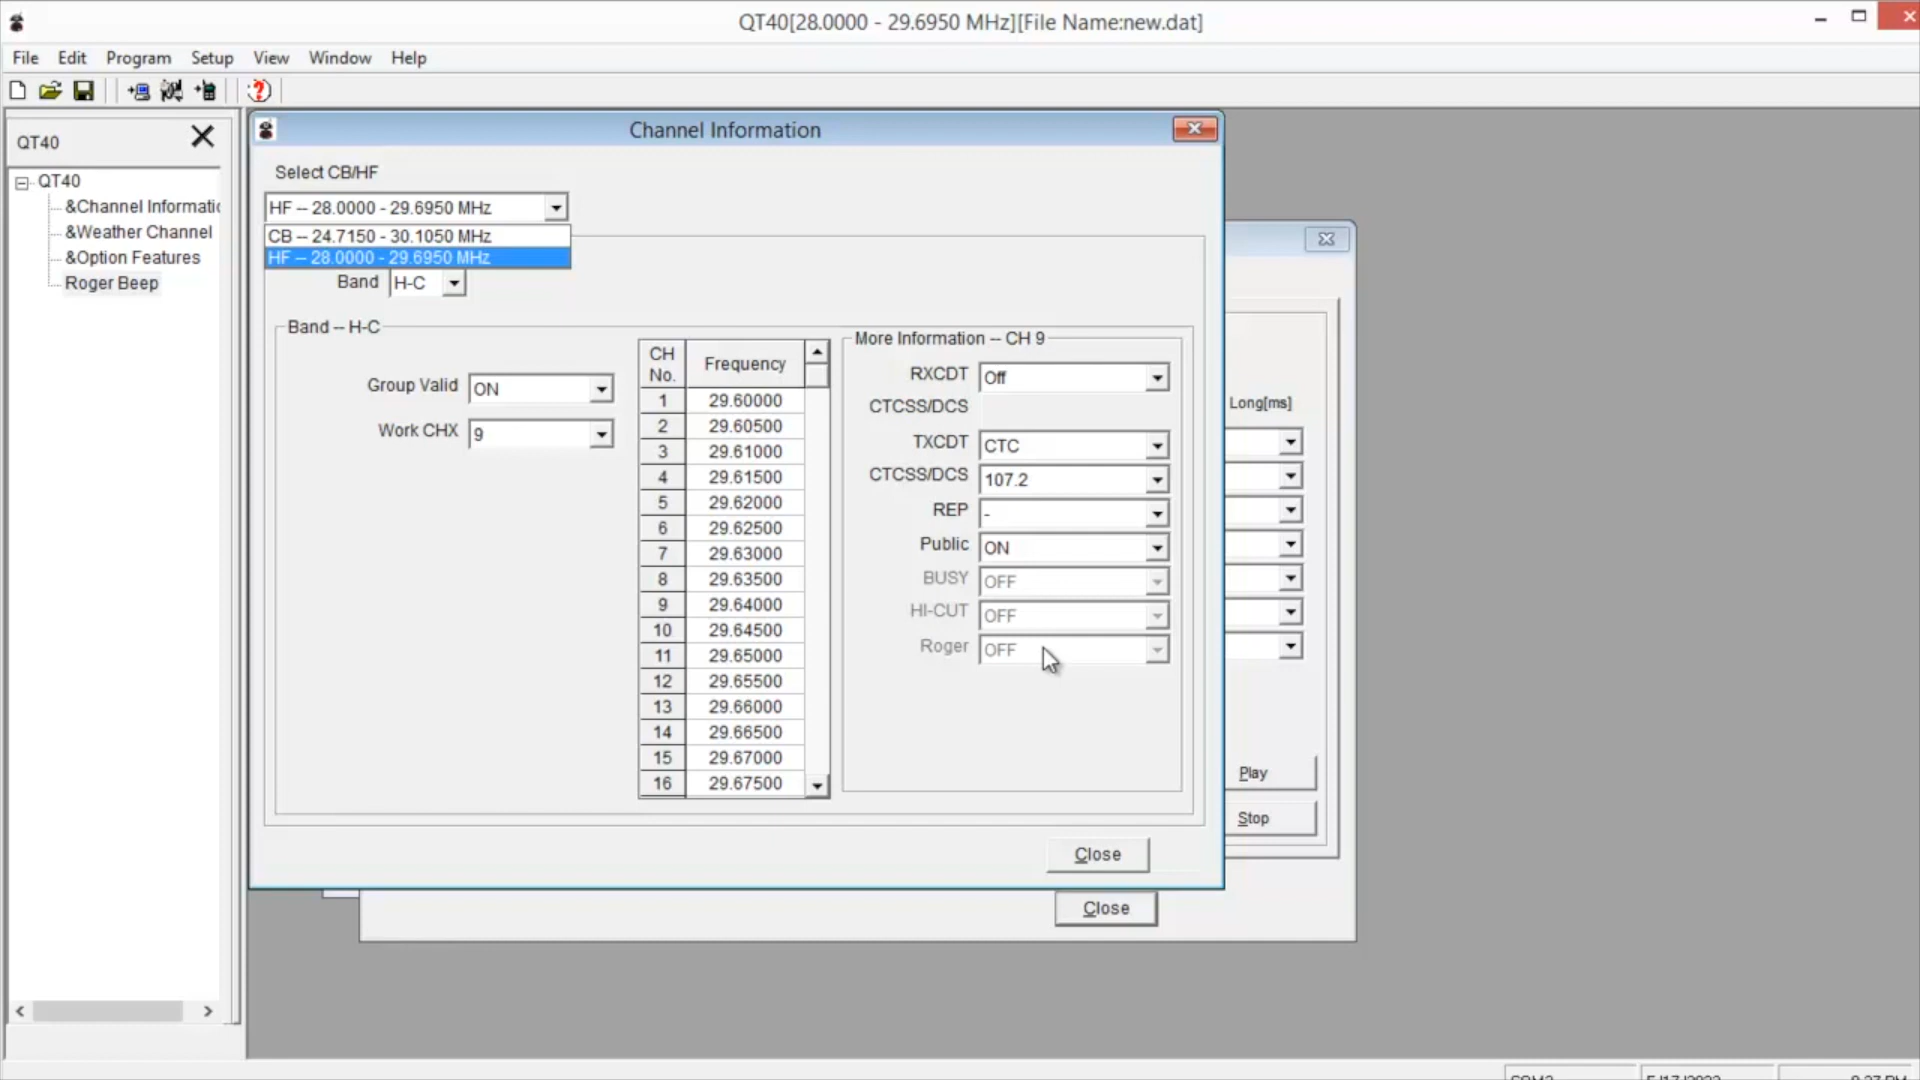 QT40[28.0000 - 29.6950 MHz][File Name:new.dat]
File Edit Program Setup View Window Help
QT40
QT40
&Channel Informatio
&Weather Channel
&Option Features
Roger Beep
Channel Information
Select CB/HF
HF -- 28.0000 - 29.6950 MHz
CB -- 24.7150 - 30.1050 MHz
HF -- 28.0000 - 29.6950 MHz
Band H-C
Band -- H-C
Group Valid ON
Work CHX 9
CH No. Frequency
1 29.60000
2 29.60500
3 29.61000
4 29.61500
5 29.62000
6 29.62500
7 29.63000
8 29.63500
9 29.64000
10 29.64500
11 29.65000
12 29.65500
13 29.66000
14 29.66500
15 29.67000
16 29.67500
More Information -- CH 9
RXCDT Off
CTCSS/DCS
TXCDT CTC
CTCSS/DCS 107.2
REP -
Public ON
BUSY OFF
HI-CUT OFF
Roger OFF
Close
Long[ms]
Play
Stop
Close